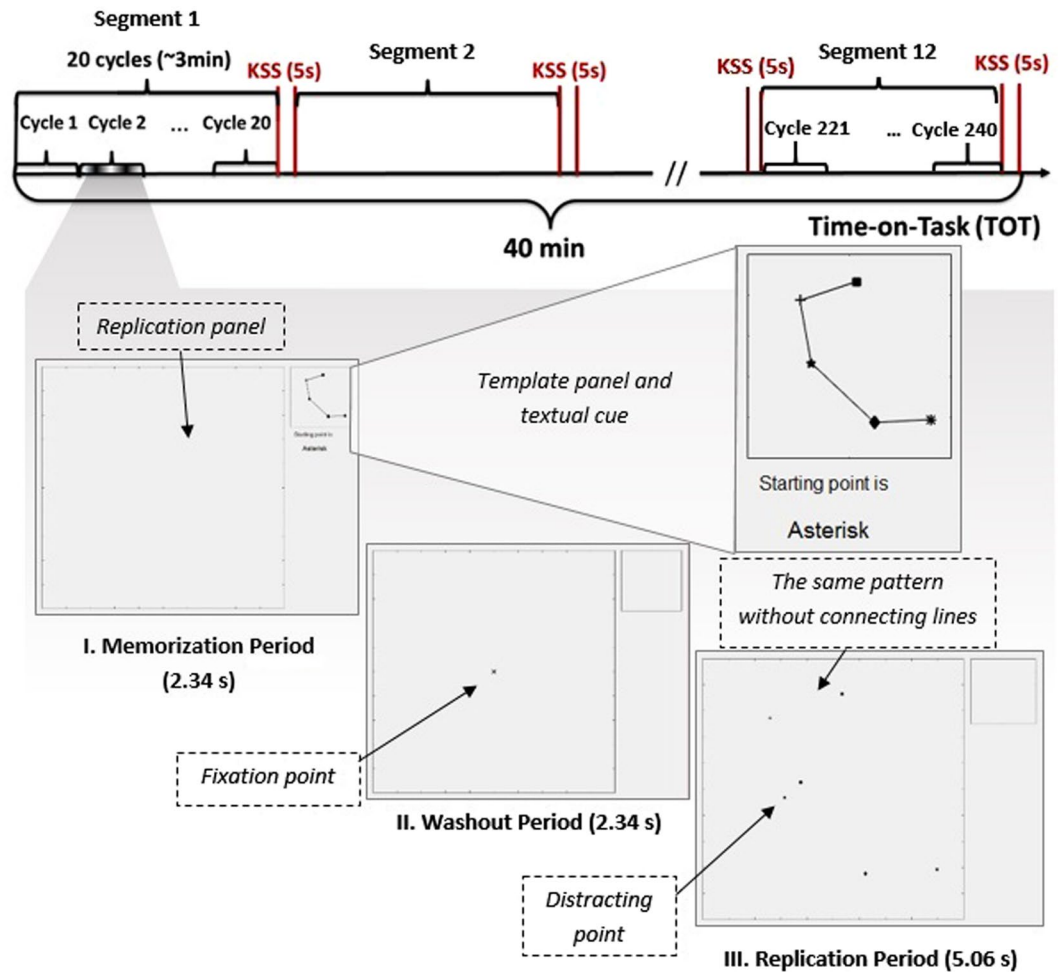 Segment 1
20 cycles (~3min)
KSS (5s)
Segment 2
KSS (5s)
KSS (5s)
Segment 12
KSS (5s)
Cycle 1
Cycle 2
...
Cycle 20
Cycle 221
...
Cycle 240
//
40 min
Time-on-Task (TOT)
Replication panel
Template panel and
textual cue
Starting point is
Asterisk
Starting point is
Asterisk
I. Memorization Period
(2.34 s)
The same pattern
without connecting lines
Fixation point
II. Washout Period (2.34 s)
Distracting
point
III. Replication Period (5.06 s)